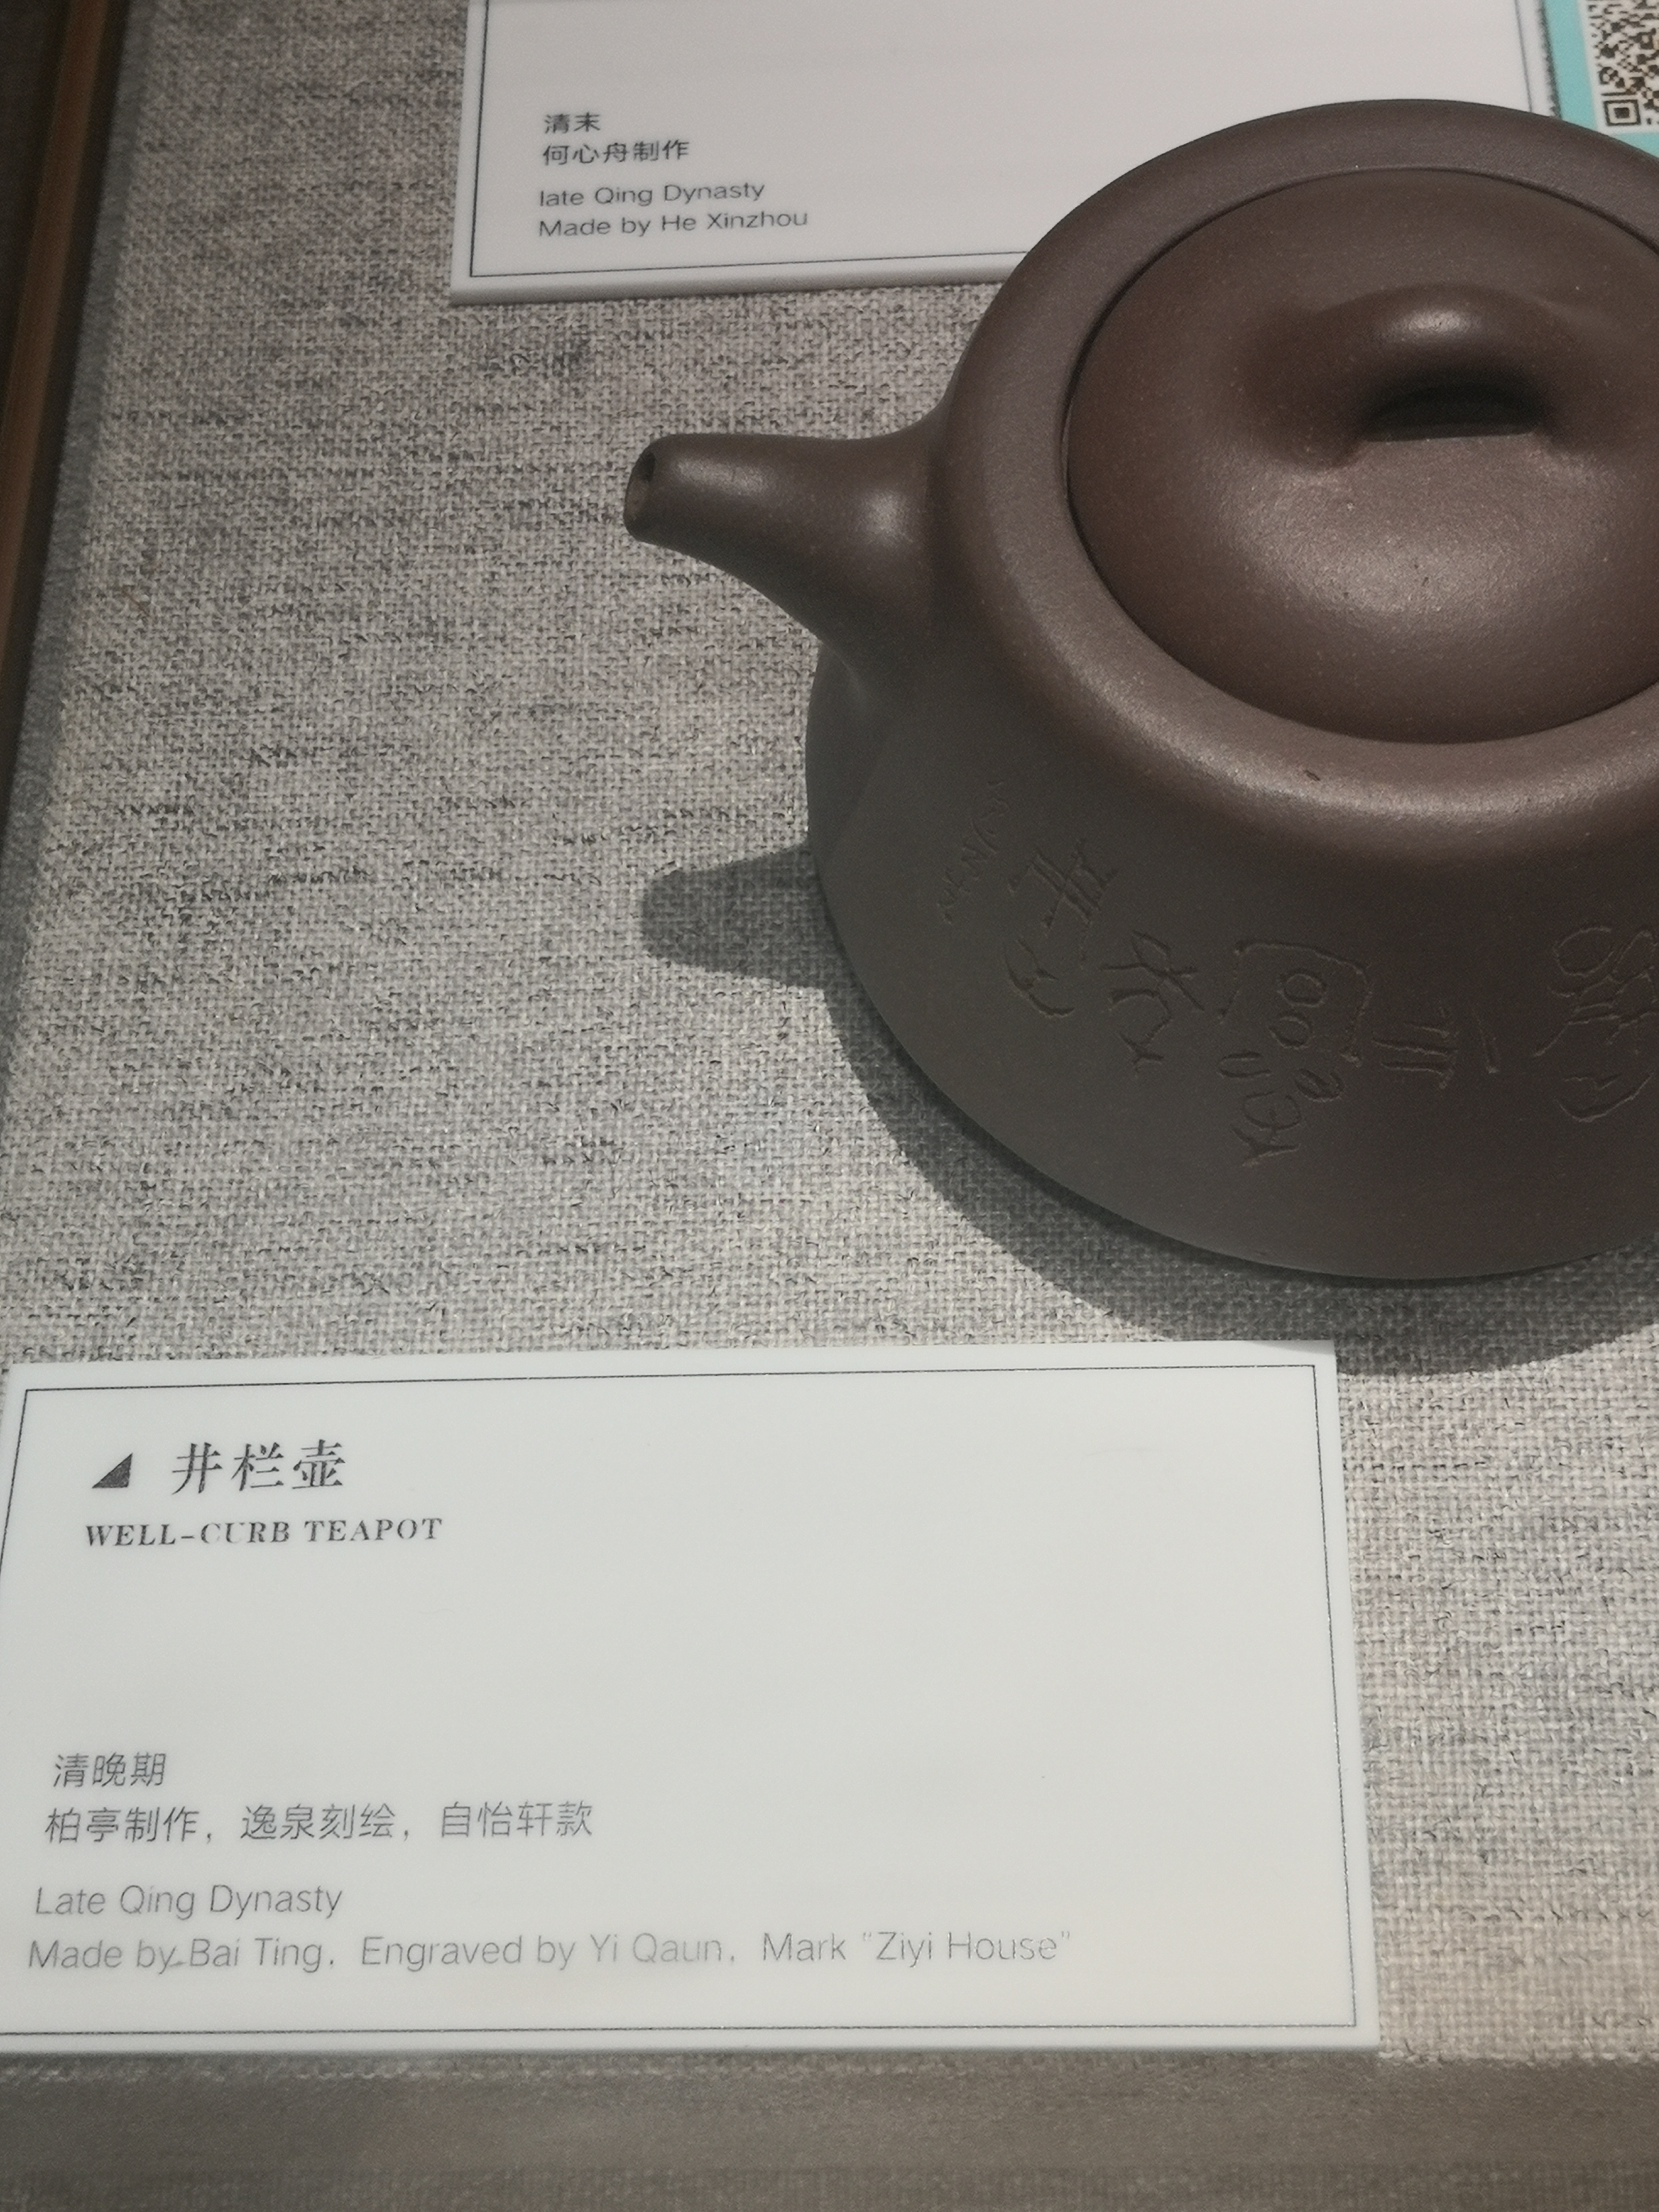 清末
何心舟制作
late Qing Dynasty
Made by He Xinzhou
井栏壶
WELL-CURB TEAPOT
清晚期
柏亭制作，逸泉刻绘，自怡轩款
Late Qing Dynasty
Made by Bai Ting, Engraved by Yi Qaun, Mark "Ziyi House"